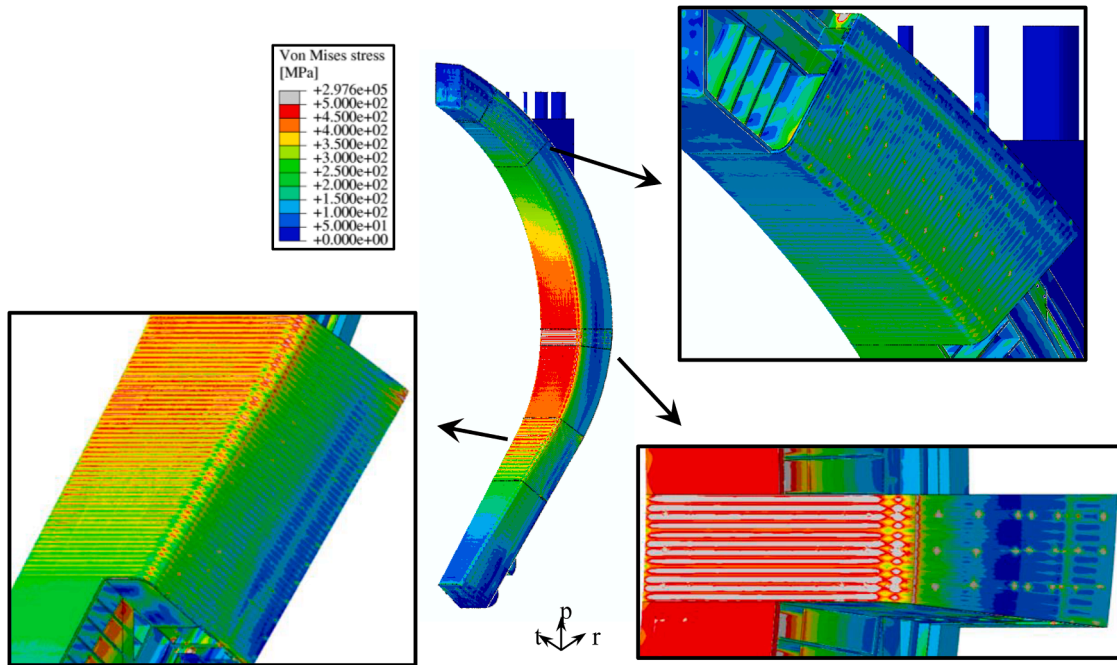 Von Mises stress
[MPa]
+2.976e+05
+5.000e+02
+4.500e+02
+4.000e+02
+3.500e+02
+3.000e+02
+2.500e+02
+2.000e+02
+1.500e+02
+1.000e+02
+5.000e+01
+0.000e+00
p
t r